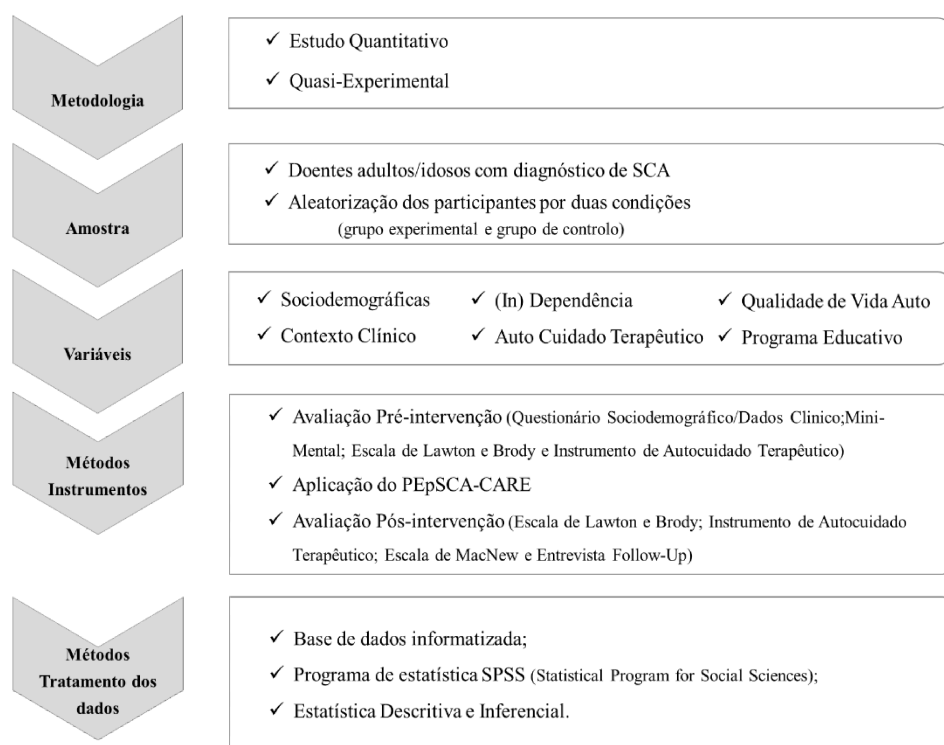 Metodologia
✓ Estudo Quantitativo
✓ Quasi-Experimental
Amostra
✓ Doentes adultos/idosos com diagnóstico de SCA
✓ Aleatorização dos participantes por duas condições
(grupo experimental e grupo de controlo)
Variáveis
✓ Sociodemográficas ✓ (In) Dependência ✓ Qualidade de Vida Auto
✓ Contexto Clínico ✓ Auto Cuidado Terapêutico ✓ Programa Educativo
Métodos
Instrumentos
✓ Avaliação Pré-intervenção (Questionário Sociodemográfico/Dados Clinico;Mini-
Mental; Escala de Lawton e Brody e Instrumento de Autocuidado Terapêutico)
✓ Aplicação do PEpSCA-CARE
✓ Avaliação Pós-intervenção (Escala de Lawton e Brody; Instrumento de Autocuidado
Terapêutico; Escala de MacNew e Entrevista Follow-Up)
Métodos
Tratamento dos
dados
✓ Base de dados informatizada;
✓ Programa de estatística SPSS (Statistical Program for Social Sciences);
✓ Estatística Descritiva e Inferencial.